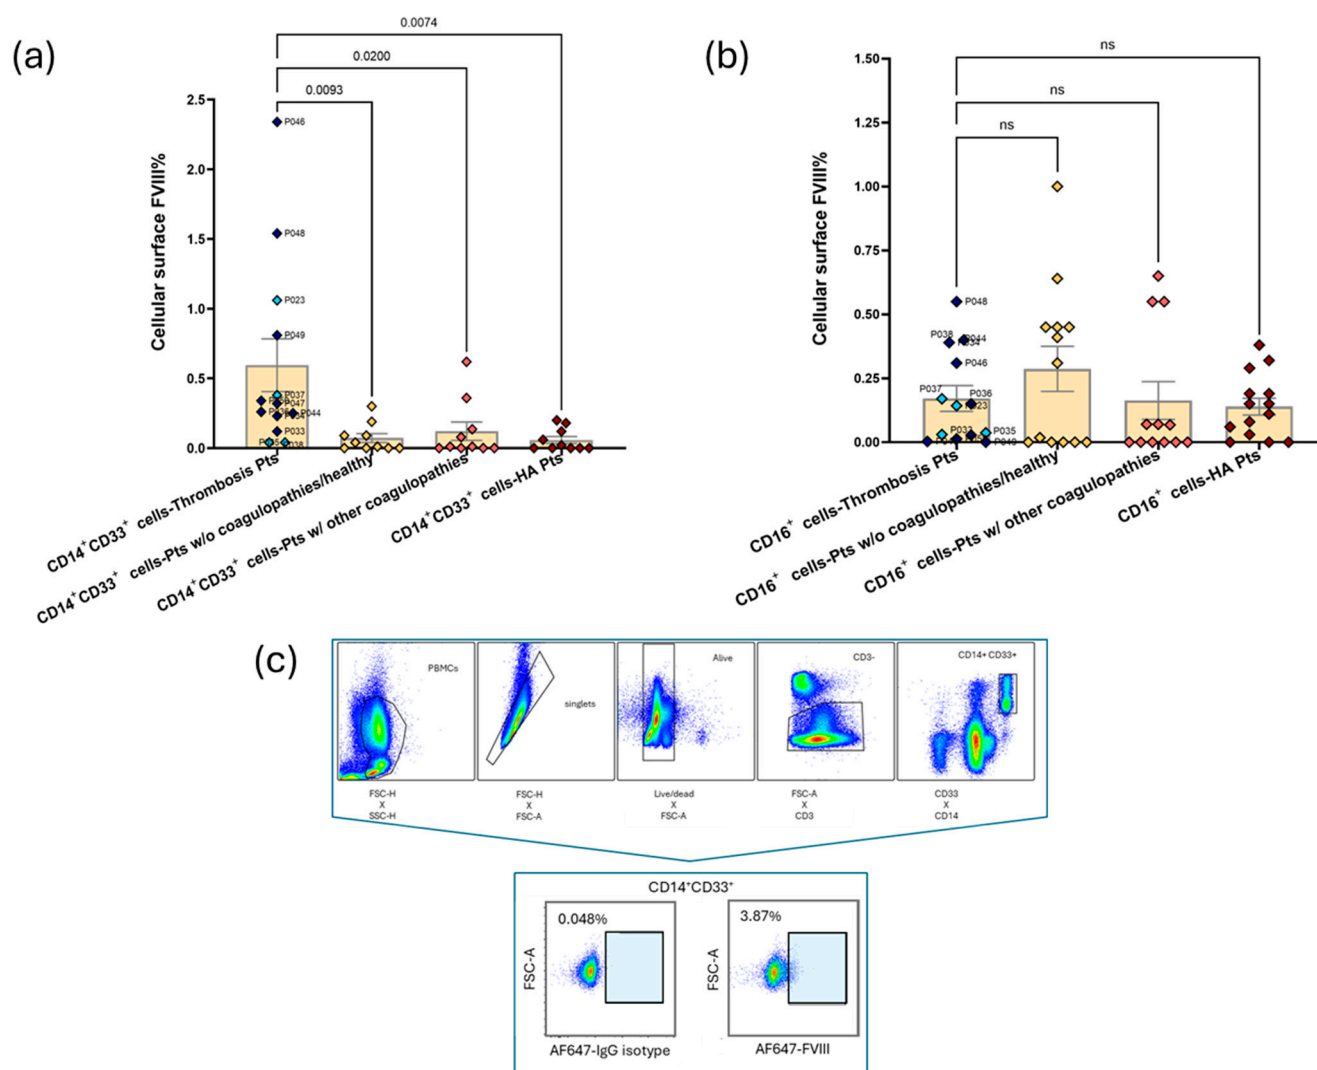 (a)
0.0074
0.0200
0.0093
Cellular surface FVIII%
2.5
2.0
1.5
1.0
0.5
0.0
P046
P048
P023
P049
P037
P047
P044
P033
P038
CD14⁺CD33⁺ cells-Thrombosis Pts
CD14⁺CD33⁺ cells-Pts w/o coagulopathies/healthy
CD14⁺CD33⁺ cells-Pts w/ other coagulopathies
CD14⁺CD33⁺ cells-HA Pts
(b)
ns
ns
ns
Cellular surface FVIII%
1.50
1.25
1.00
0.75
0.50
0.25
0.00
P048
P038
P044
P034
P046
P037
P036
P023
P035
CD16⁺ cells-Thrombosis Pts
CD16⁺ cells-Pts w/o coagulopathies/healthy
CD16⁺ cells-Pts w/ other coagulopathies
CD16⁺ cells-HA Pts
(c)
PBMCs
singlets
Alive
CD3-
CD14+ CD33+
FSC-H
X
SSC-H
FSC-H
X
FSC-A
Live/dead
X
FSC-A
FSC-A
X
CD3
CD33
X
CD14
CD14⁺CD33⁺
0.048%
FSC-A
AF647-IgG isotype
3.87%
FSC-A
AF647-FVIII